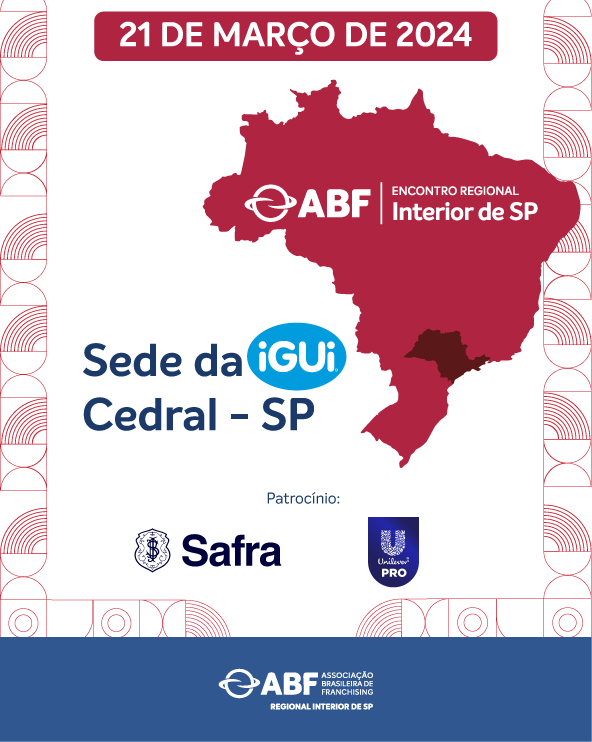 21 DE MARÇO DE 2024
ABF
ENCONTRO REGIONAL
Interior de SP
Sede da iGUi
Cedral - SP
Patrocínio:
Safra
Unilever
PRO
ABF
ASSOCIAÇÃO
BRASILEIRA DE
FRANCHISING
REGIONAL INTERIOR DE SP